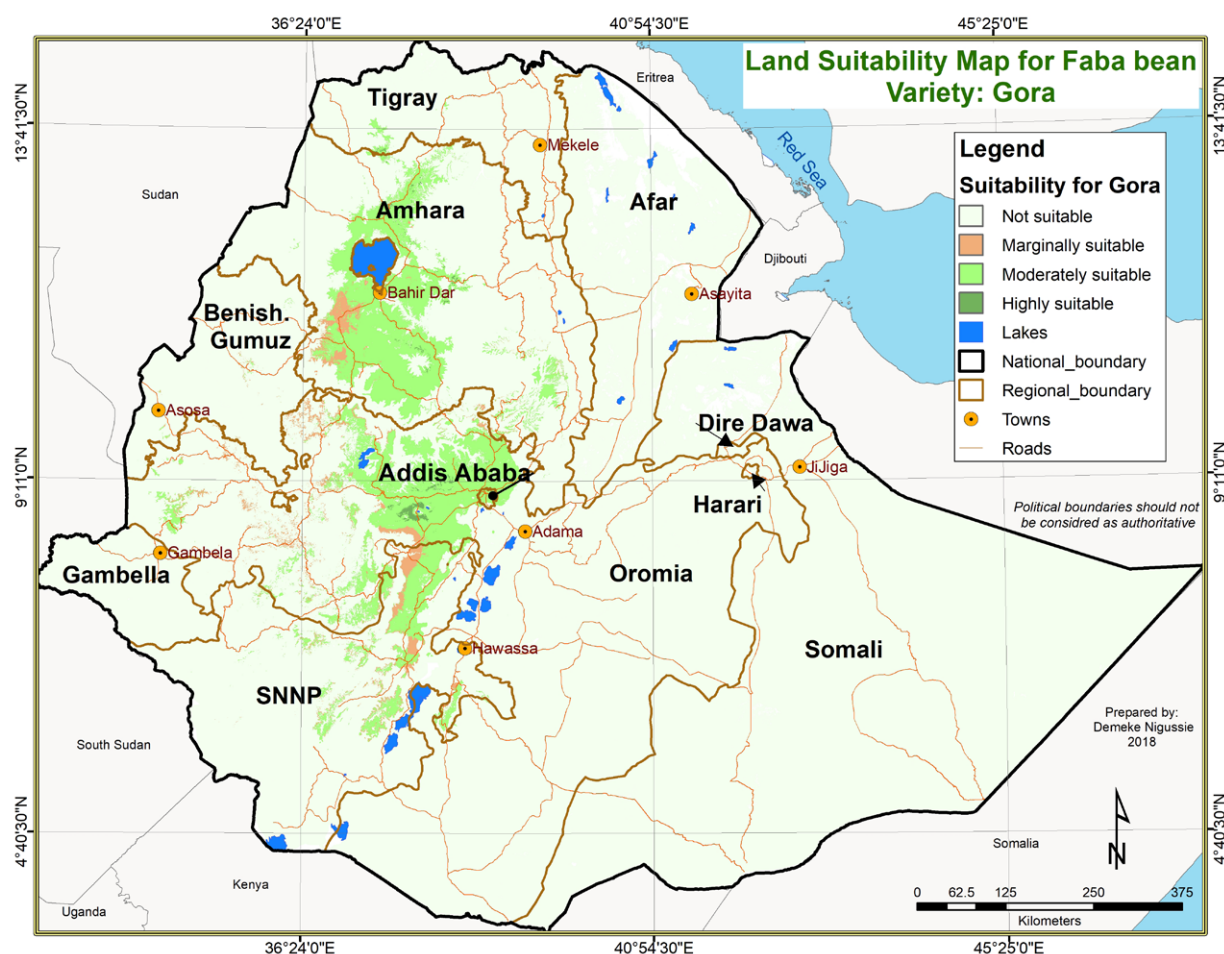 36°24'0"E
40°54'30"E
45°25'0"E
Land Suitability Map for Faba bean
Variety: Gora
Eritrea
Tigray
13°41'30"N
13°41'30"N
Mekele
Red Sea
Legend
Suitability for Gora
Not suitable
Marginally suitable
Moderately suitable
Highly suitable
Lakes
National_boundary
Regional_boundary
Towns
Roads
Sudan
Amhara
Afar
Djibouti
Bahir Dar
Asayita
Benish.
Gumuz
Asosa
Dire Dawa
Addis Ababa
JiJiga
9°11'0"N
9°11'0"N
Harari
Political boundaries should not
be considred as authoritative
Adama
Gambela
Gambella
Oromia
Hawassa
Somali
SNNP
Prepared by:
Demeke Nigussie
2018
South Sudan
4°40'30"N
4°40'30"N
N
Somalia
Kenya
Uganda
0 62.5 125 250 375
Kilometers
36°24'0"E
40°54'30"E
45°25'0"E